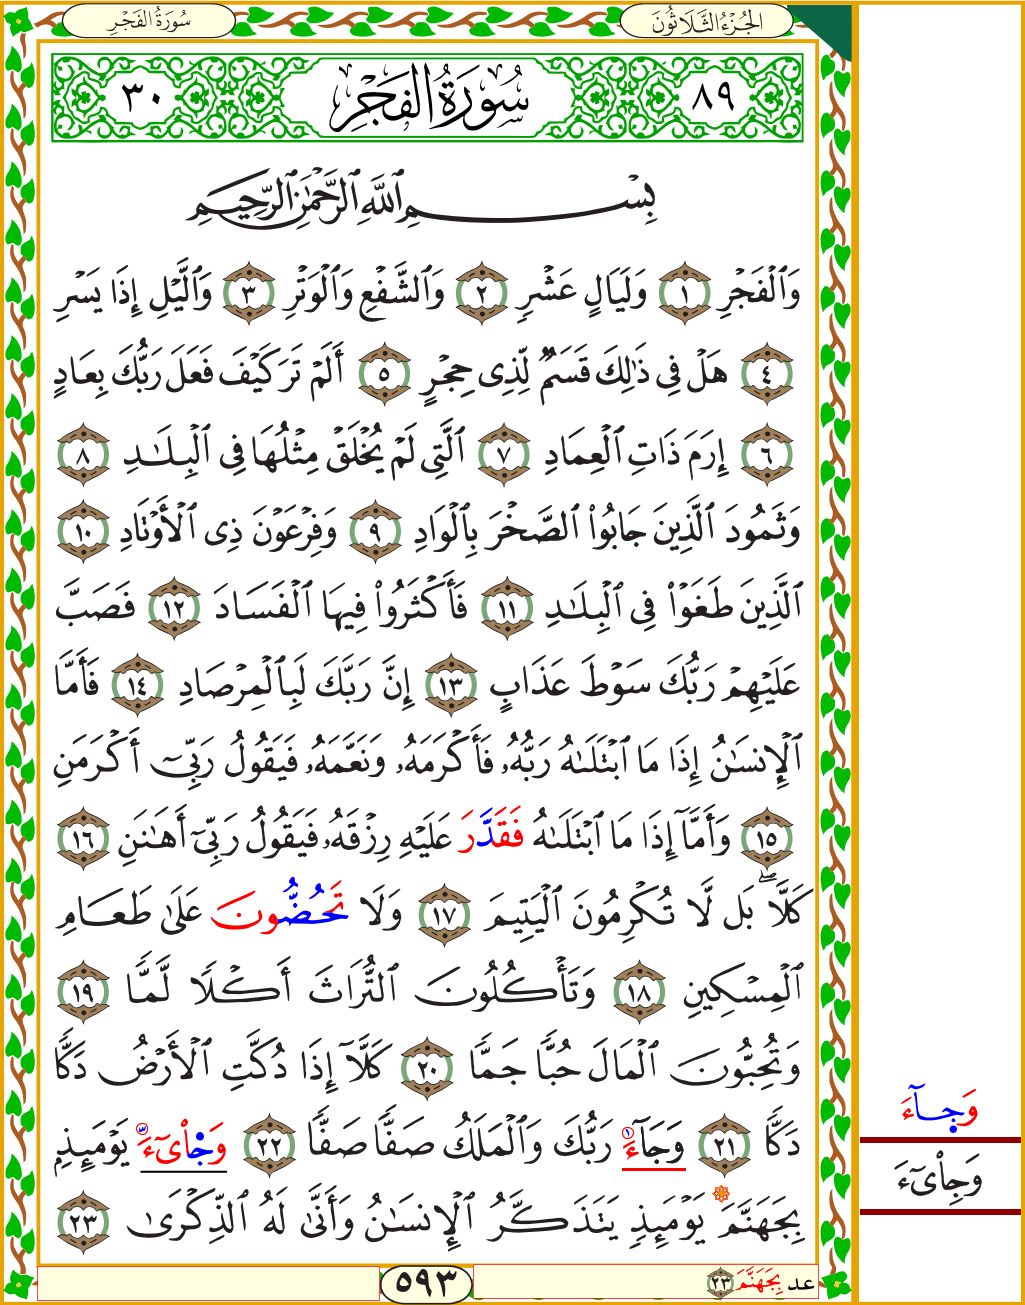 سُورَةُ الفَجْرِ
الجُزْءُ الثَّلَاثُونَ
٨٩ سُورَةُ الفَجْرِ ٣٠
بِسْمِ ٱللَّهِ ٱلرَّحْمَٰنِ ٱلرَّحِيمِ
وَٱلْفَجْرِ ١ وَلَيَالٍ عَشْرٍ ٢ وَٱلشَّفْعِ وَٱلْوَتْرِ ٣ وَٱلَّيْلِ إِذَا يَسْرِ
٤ هَلْ فِى ذَٰلِكَ قَسَمٌ لِّذِى حِجْرٍ ٥ أَلَمْ تَرَ كَيْفَ فَعَلَ رَبُّكَ بِعَادٍ
٦ إِرَمَ ذَاتِ ٱلْعِمَادِ ٧ ٱلَّتِى لَمْ يُخْلَقْ مِثْلُهَا فِى ٱلْبِلَٰدِ ٨
وَثَمُودَ ٱلَّذِينَ جَابُوا۟ ٱلصَّخْرَ بِٱلْوَادِ ٩ وَفِرْعَوْنَ ذِى ٱلْأَوْتَادِ ١٠
ٱلَّذِينَ طَغَوْا۟ فِى ٱلْبِلَٰدِ ١١ فَأَكْثَرُوا۟ فِيهَا ٱلْفَسَادَ ١٢ فَصَبَّ
عَلَيْهِمْ رَبُّكَ سَوْطَ عَذَابٍ ١٣ إِنَّ رَبَّكَ لَبِٱلْمِرْصَادِ ١٤ فَأَمَّا
ٱلْإِنسَٰنُ إِذَا مَا ٱبْتَلَىٰهُ رَبُّهُۥ فَأَكْرَمَهُۥ وَنَعَّمَهُۥ فَيَقُولُ رَبِّىٓ أَكْرَمَنِ
١٥ وَأَمَّآ إِذَا مَا ٱبْتَلَىٰهُ فَقَدَّرَ عَلَيْهِ رِزْقَهُۥ فَيَقُولُ رَبِّىٓ أَهَٰنَنِ ١٦
كَلَّاۖ بَل لَّا تُكْرِمُونَ ٱلْيَتِيمَ ١٧ وَلَا تَحُضُّونَ عَلَىٰ طَعَامِ
ٱلْمِسْكِينِ ١٨ وَتَأْكُلُونَ ٱلتُّرَاثَ أَكْلًا لَّمًّا ١٩
وَتُحِبُّونَ ٱلْمَالَ حُبًّا جَمًّا ٢٠ كَلَّآ إِذَا دُكَّتِ ٱلْأَرْضُ دَكًّا
دَكًّا ٢١ وَجَآءَ ١ رَبُّكَ وَٱلْمَلَكُ صَفًّا صَفًّا ٢٢ وَجِا۟ىٓءَ يَوْمَئِذٍۭ
بِجَهَنَّمَ يَوْمَئِذٍ يَتَذَكَّرُ ٱلْإِنسَٰنُ وَأَنَّىٰ لَهُ ٱلذِّكْرَىٰ ٢٣
وَجآءَ
وَجِا۟ىٓءَ
عد بِجَهَنَّمَ ٢٣
٥٩٣